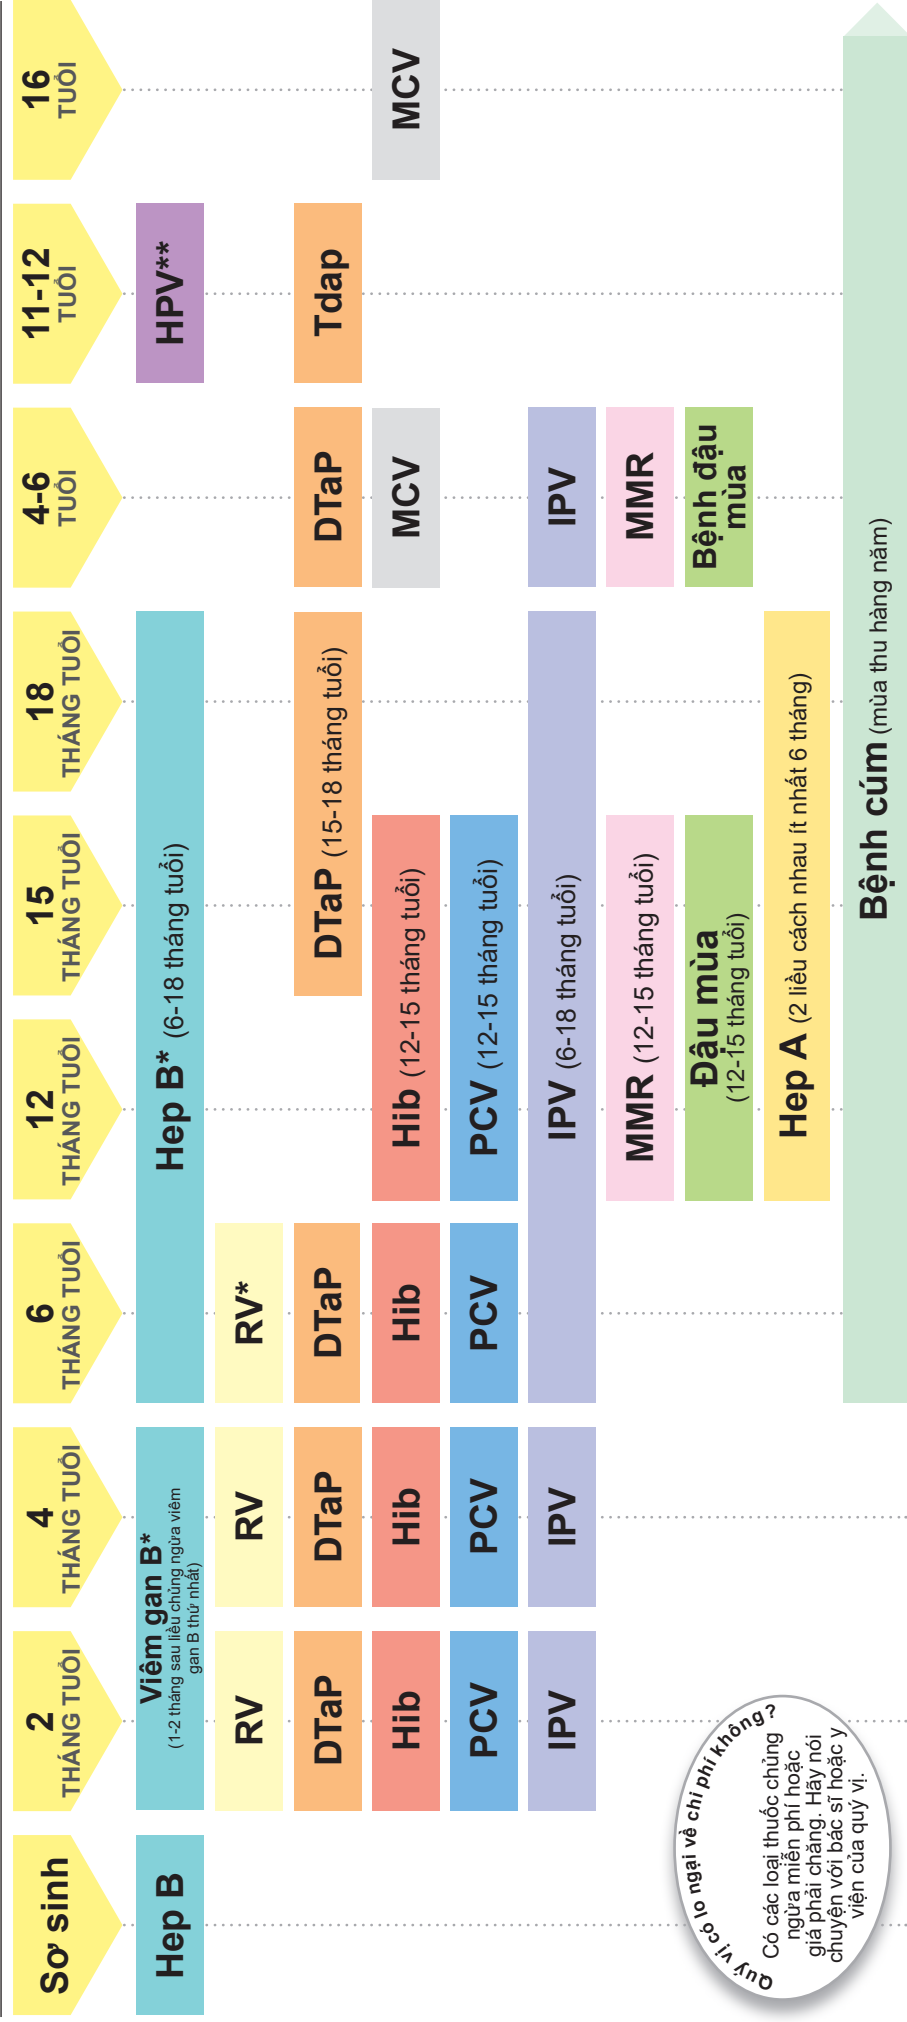 Sơ sinh
2
THÁNG TUỔI
4
THÁNG TUỔI
6
THÁNG TUỔI
12
THÁNG TUỔI
15
THÁNG TUỔI
18
THÁNG TUỔI
4-6
TUỔI
11-12
TUỔI
16
TUỔI
Hep B
Viêm gan B*
(1-2 tháng sau liều chủng ngừa viêm
gan B thứ nhất)
Hep B* (6-18 tháng tuổi)
HPV**
RV
RV
RV*
DTaP
DTaP
DTaP
DTaP (15-18 tháng tuổi)
DTaP
Tdap
Hib
Hib
Hib
Hib (12-15 tháng tuổi)
MCV
MCV
PCV
PCV
PCV
PCV (12-15 tháng tuổi)
IPV
IPV
IPV (6-18 tháng tuổi)
IPV
MMR (12-15 tháng tuổi)
MMR
Đậu mùa
(12-15 tháng tuổi)
Bệnh đậu
mùa
Hep A (2 liều cách nhau ít nhất 6 tháng)
Bệnh cúm (mùa thu hàng năm)
Quý vị có lo ngại về chi phí không?
Có các loại thuốc chủng
ngừa miễn phí hoặc
giá phải chăng. Hãy nói
chuyện với bác sĩ hoặc y
viện của quý vị.